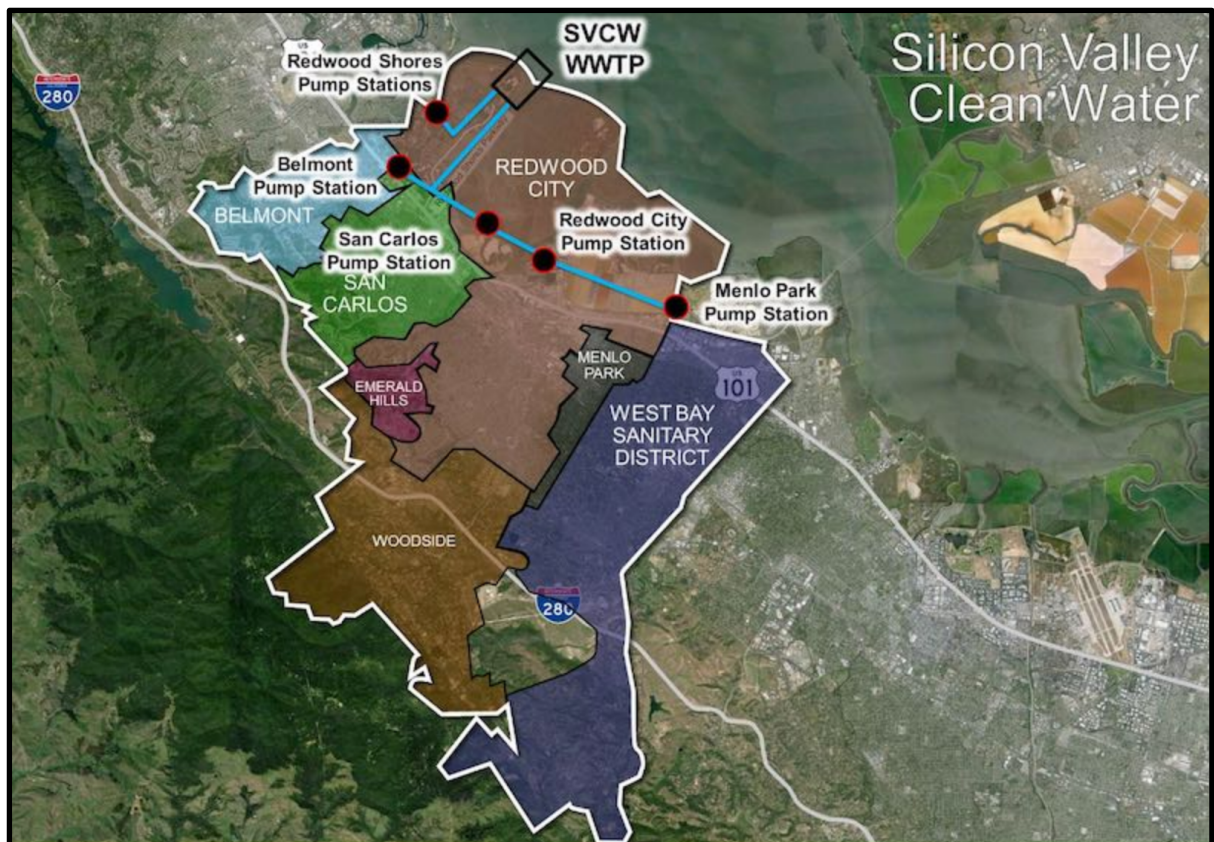 Silicon Valley
Clean Water
SVCW
WWTP
US
Redwood Shores
Pump Stations
280
Belmont
Pump Station
BELMONT
REDWOOD
CITY
Redwood City
Pump Station
San Carlos
Pump Station
SAN
CARLOS
Menlo Park
Pump Station
MENLO
PARK
EMERALD
HILLS
US
101
WEST BAY
SANITARY
DISTRICT
WOODSIDE
280